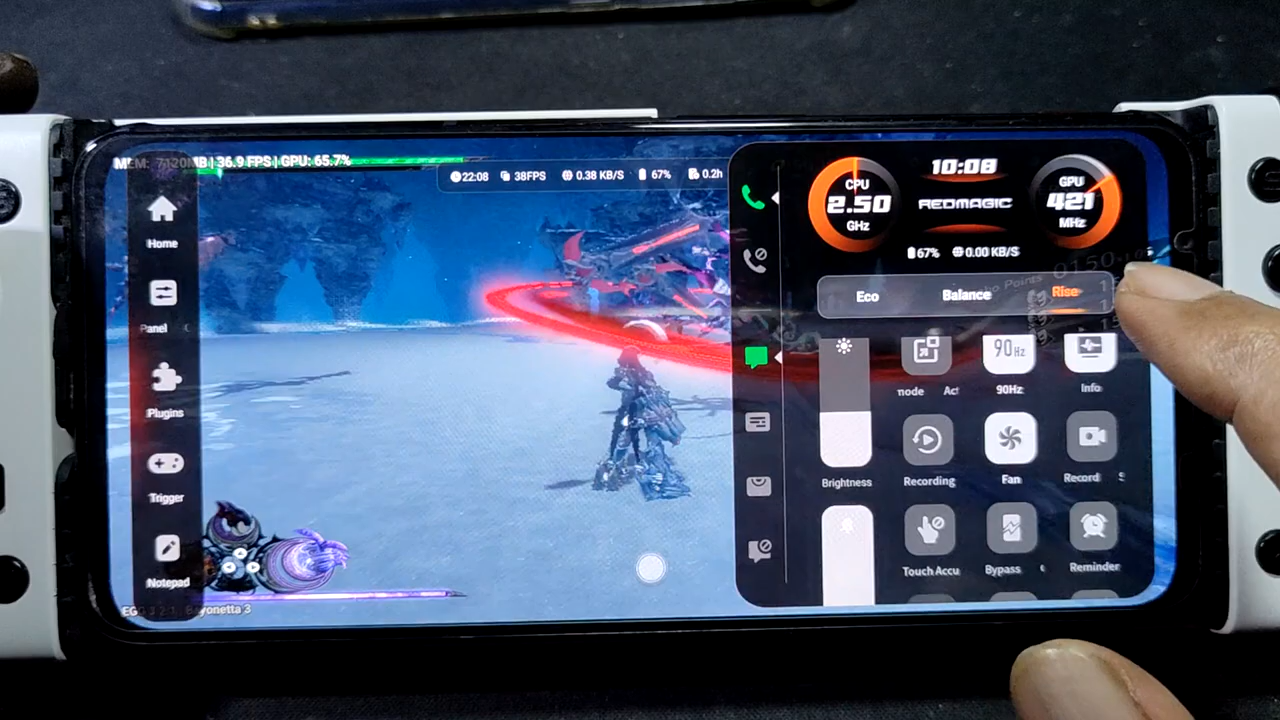 MEM: 7120MB | 36.9 FPS | GPU: 65.7%
22:08 38FPS 0.38 KB/S 67% 0.2h
Home
Panel
Plugins
Trigger
Notepad
Bayonetta 3
CPU
2.50
GHz
10:08
REDMAGIC
GPU
421
MHz
67% 0.00 KB/S
Eco Balance Rise
90Hz
node Act 90Hz Info
Brightness Recording Fan Record S
Touch Accu Bypass Reminder